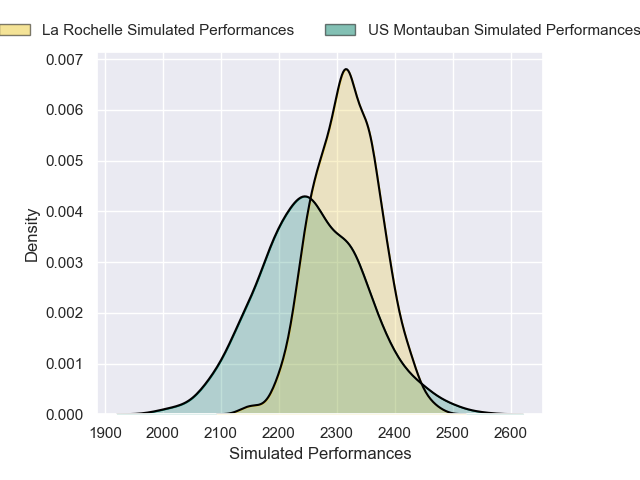 La Rochelle Simulated Performances US Montauban Simulated Performances
0.007
0.006
0.005
0.004
0.003
0.002
0.001
0.000
Density
1900 2000 2100 2200 2300 2400 2500 2600
Simulated Performances